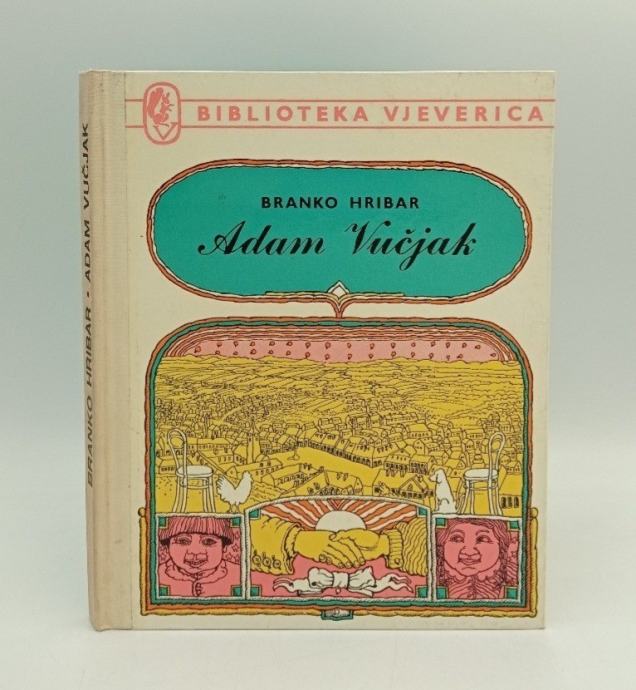 BIBLIOTEKA VJEVERICA
BRANKO HRIBAR
Adam Vučjak
BRANKO HRIBAR • ADAM VUČJAK